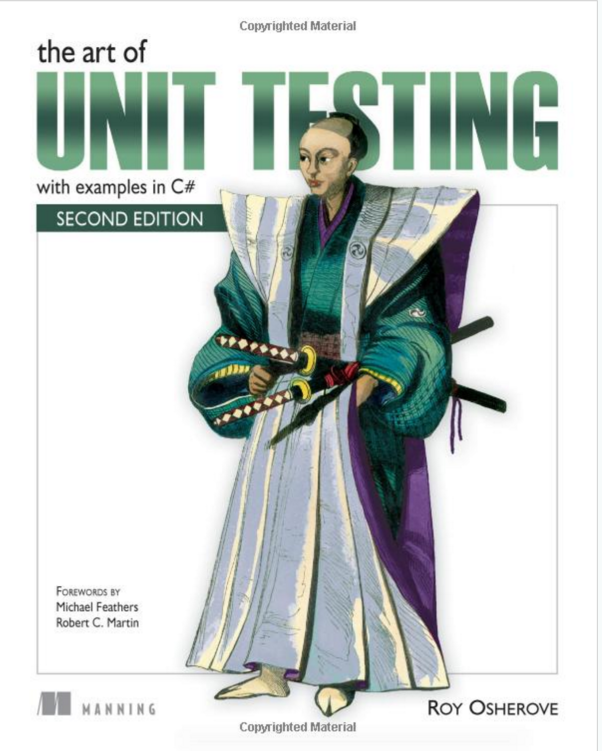 Copyrighted Material
the art of
UNIT TESTING
with examples in C#
SECOND EDITION
FOREWORDS BY
Michael Feathers
Robert C. Martin
MANNING
ROY OSHEROVE
Copyrighted Material